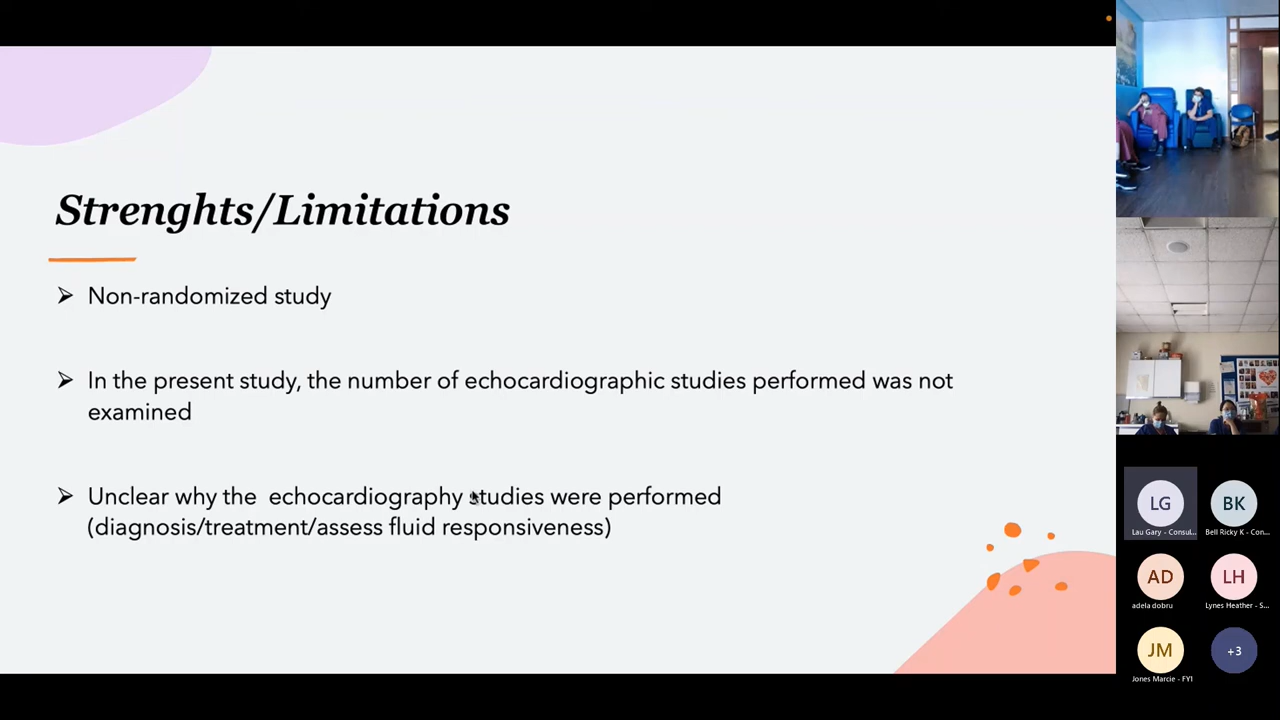 Strenghts/Limitations
➢ Non-randomized study
➢ In the present study, the number of echocardiographic studies performed was not
examined
➢ Unclear why the  echocardiography studies were performed
(diagnosis/treatment/assess fluid responsiveness)
LG
BK
Lau Gary - Consul...
Bell Ricky K - Con...
AD
LH
adela dobru
Lynes Heather - S...
JM
+3
Jones Marcie - FYI